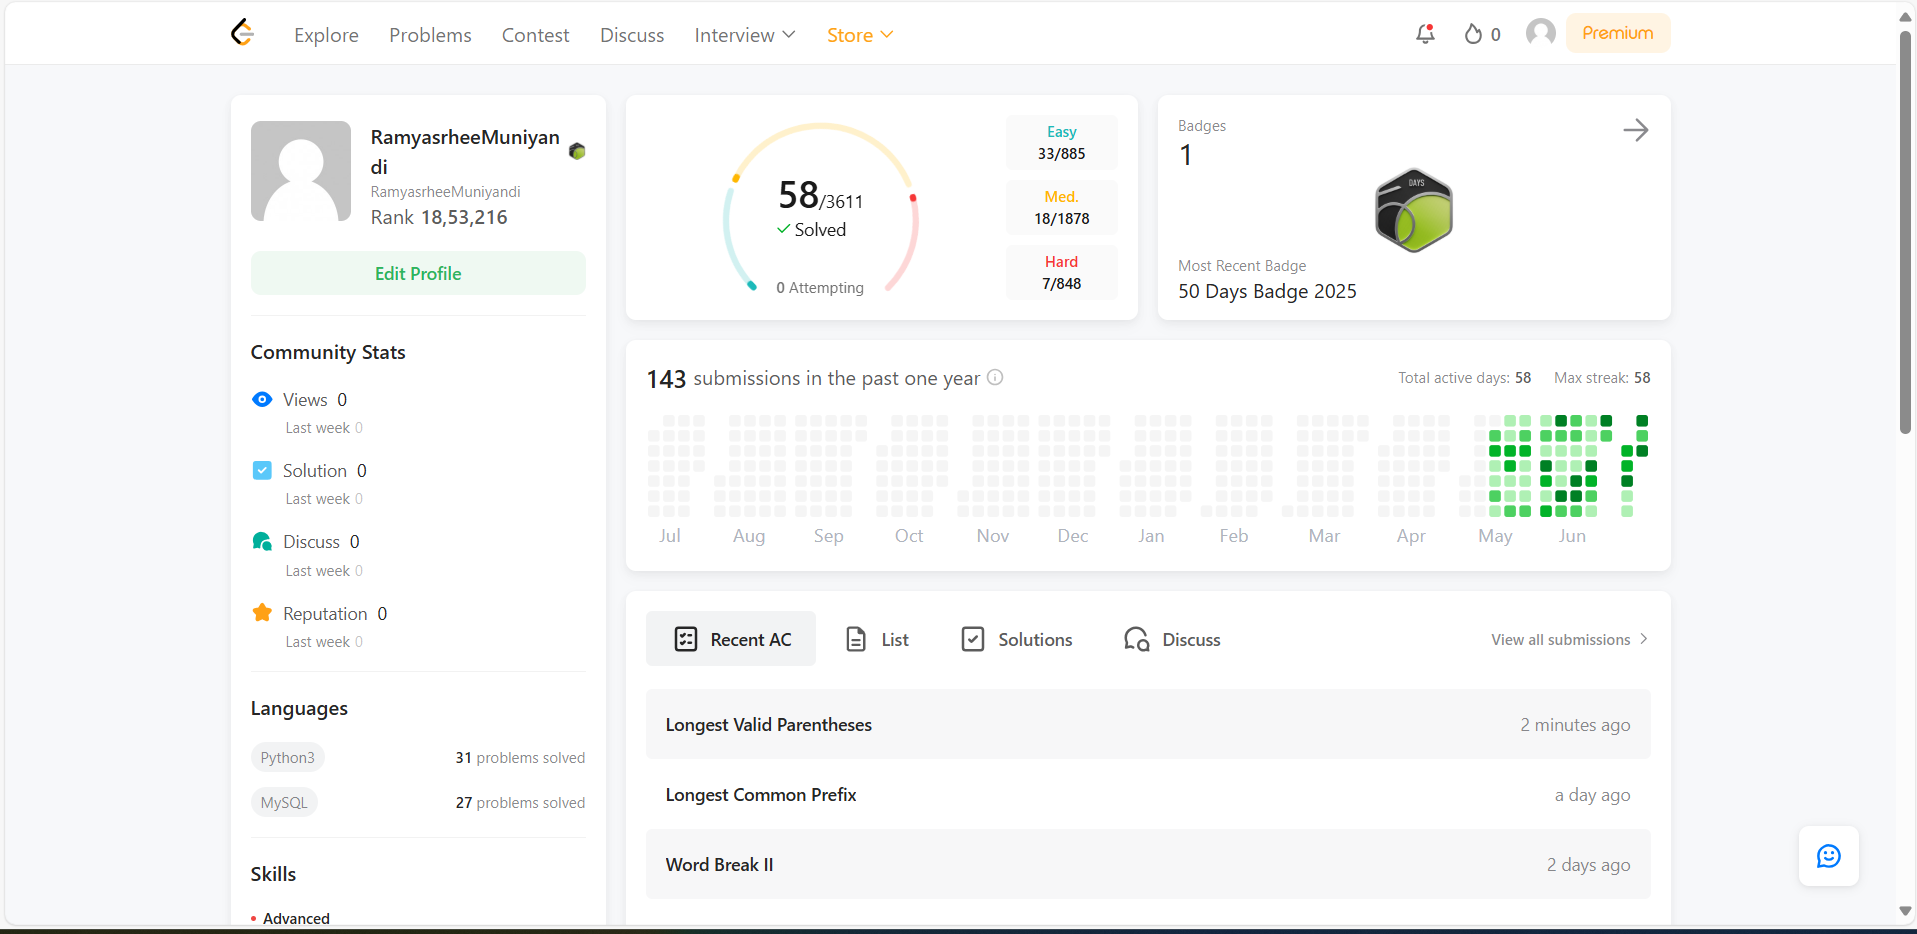 Explore Problems Contest Discuss Interview Store 0 Premium
RamyasrheeMuniyan
di
RamyasrheeMuniyandi
Rank 18,53,216
Edit Profile
Community Stats
Views 0
Last week 0
Solution 0
Last week 0
Discuss 0
Last week 0
Reputation 0
Last week 0
Languages
Python3 31 problems solved
MySQL 27 problems solved
Skills
Advanced
58/3611
Solved
0 Attempting
Easy
33/885
Med.
18/1878
Hard
7/848
Badges
1
DAYS
Most Recent Badge
50 Days Badge 2025
143 submissions in the past one year Total active days: 58 Max streak: 58
Jul Aug Sep Oct Nov Dec Jan Feb Mar Apr May Jun
Recent AC List Solutions Discuss View all submissions
Longest Valid Parentheses 2 minutes ago
Longest Common Prefix a day ago
Word Break II 2 days ago